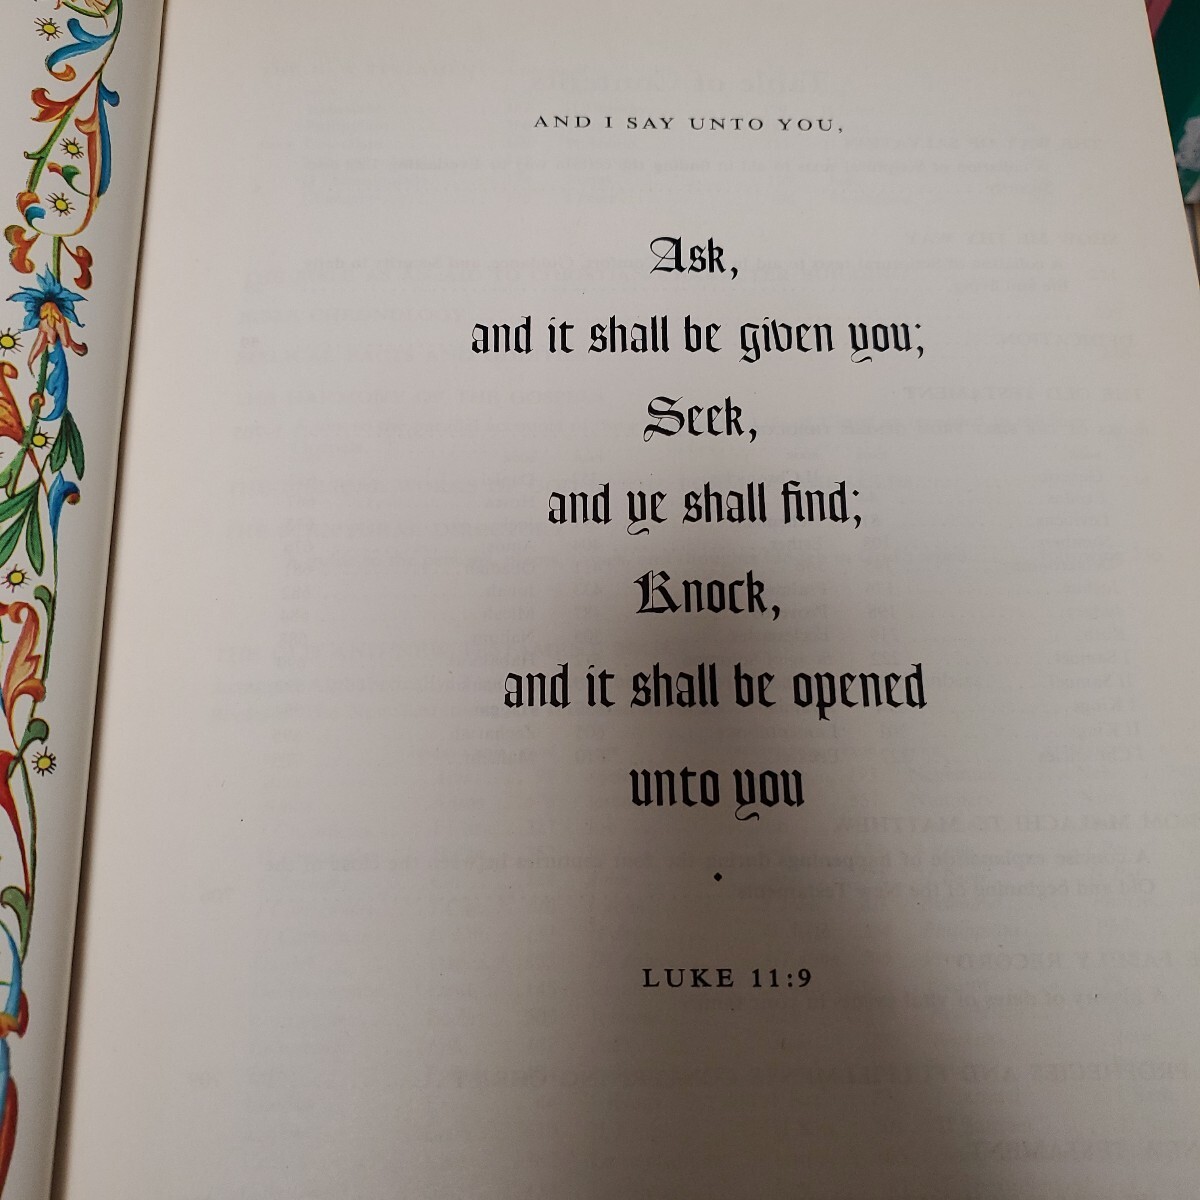 AND I SAY UNTO YOU,
Ask,
and it shall be given you;
Seek,
and ye shall find;
Knock,
and it shall be opened
unto you
LUKE 11:9